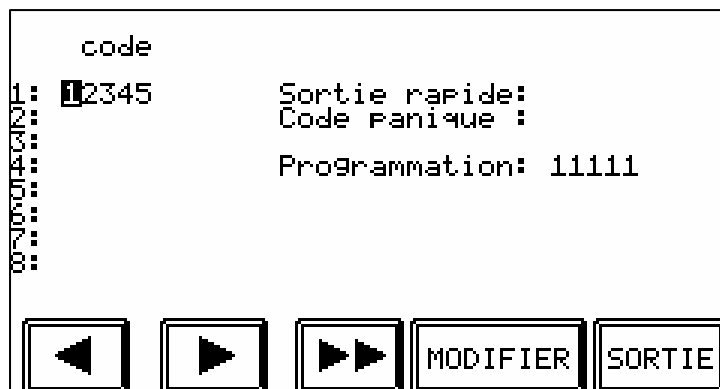 code
1: 12345 Sortie rapide:
2: Code panique :
3:
4: Programmation: 11111
5:
6:
7:
8:
MODIFIER SORTIE